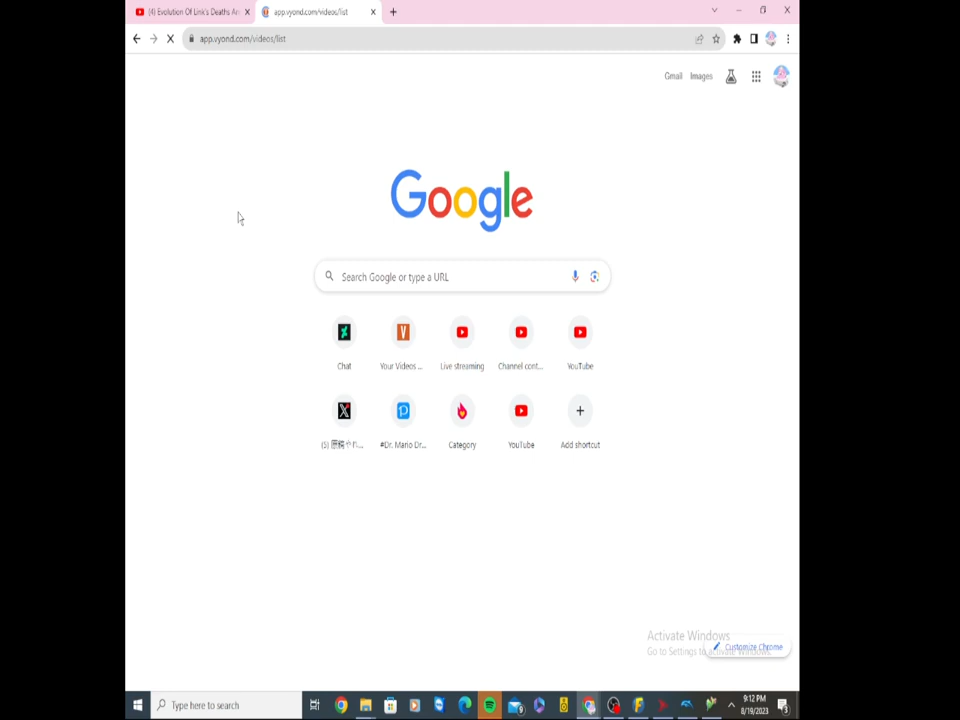 (4) Evolution Of Link's Deaths An
app.vyond.com/videos/list
app.vyond.com/videos/list
Gmail Images
Google
Search Google or type a URL
Chat
Your Videos ...
Live streaming
Channel cont...
YouTube
#Dr. Mario Dr...
Category
YouTube
Add shortcut
Activate Windows
Go to Settings to activate Windows.
Customize Chrome
Type here to search
9:12 PM
8/19/2023